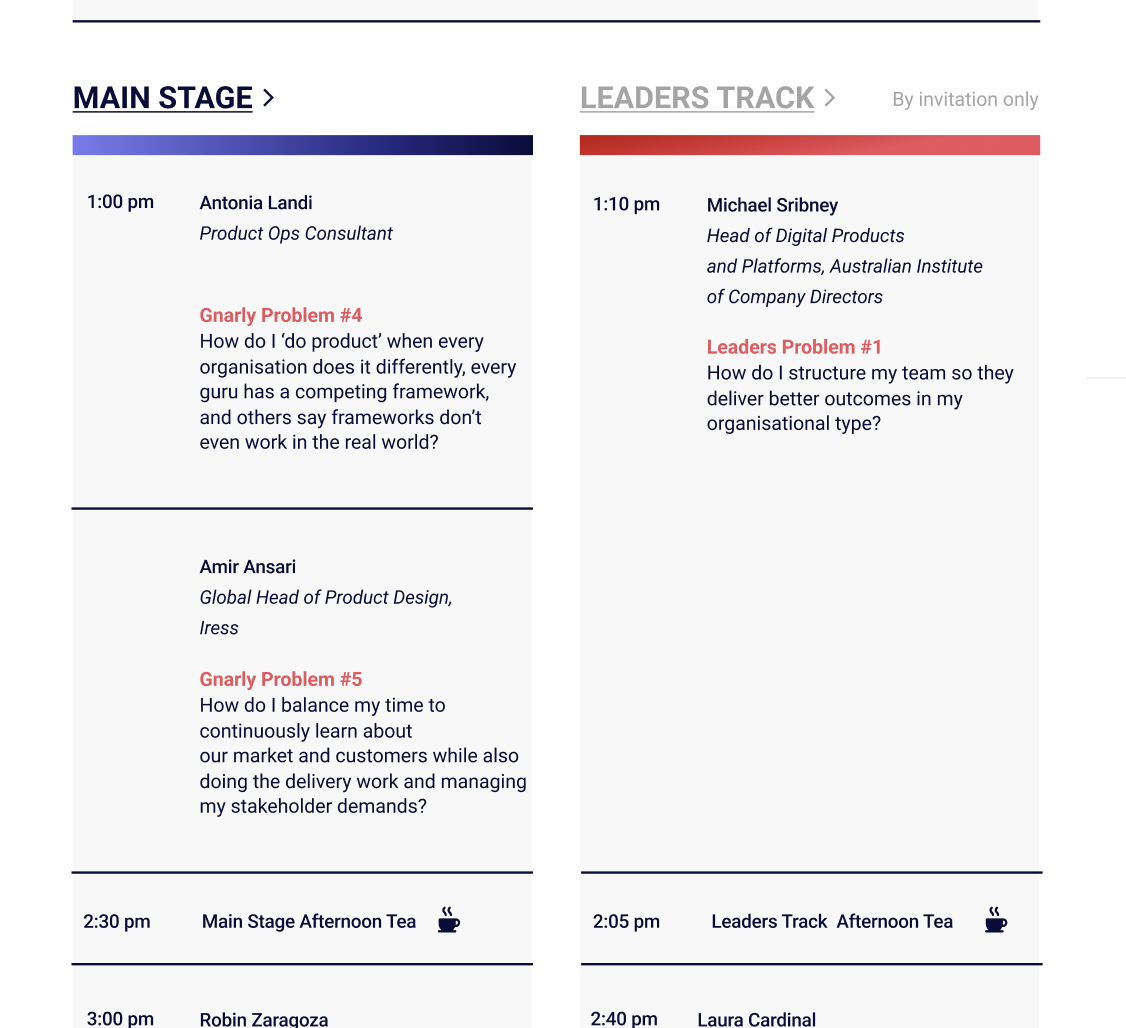 MAIN STAGE
1:00 pm
Antonia Landi
Product Ops Consultant
Gnarly Problem #4
How do I ‘do product’ when every
organisation does it differently, every
guru has a competing framework,
and others say frameworks don’t
even work in the real world?
Amir Ansari
Global Head of Product Design,
Iress
Gnarly Problem #5
How do I balance my time to
continuously learn about
our market and customers while also
doing the delivery work and managing
my stakeholder demands?
2:30 pm
Main Stage Afternoon Tea
3:00 pm
Robin Zaragoza
LEADERS TRACK
By invitation only
1:10 pm
Michael Sribney
Head of Digital Products
and Platforms, Australian Institute
of Company Directors
Leaders Problem #1
How do I structure my team so they
deliver better outcomes in my
organisational type?
2:05 pm
Leaders Track Afternoon Tea
2:40 pm
Laura Cardinal